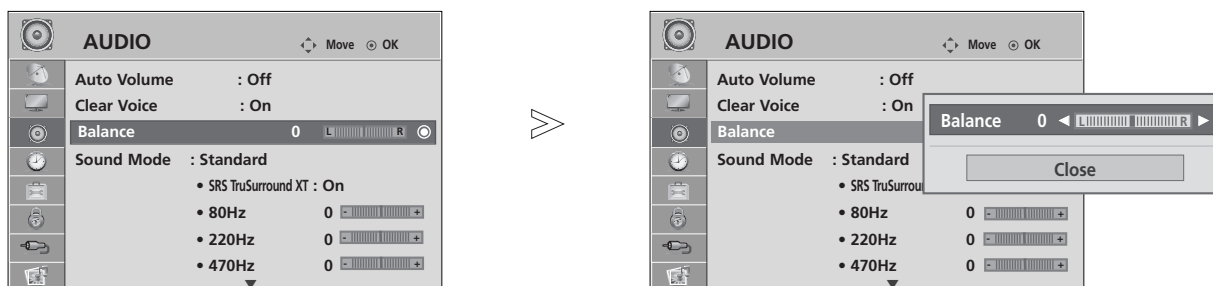 AUDIO Move OK
Auto Volume : Off
Clear Voice : On
Balance 0 L R
Sound Mode : Standard
• SRS TruSurround XT : On
• 80Hz 0 - +
• 220Hz 0 - +
• 470Hz 0 - +
AUDIO Move OK
Auto Volume : Off
Clear Voice : On
Balance
Sound Mode : Standard
• SRS TruSurrou
• 80Hz 0 - +
• 220Hz 0 - +
• 470Hz 0 - +
Balance 0 L R
Close